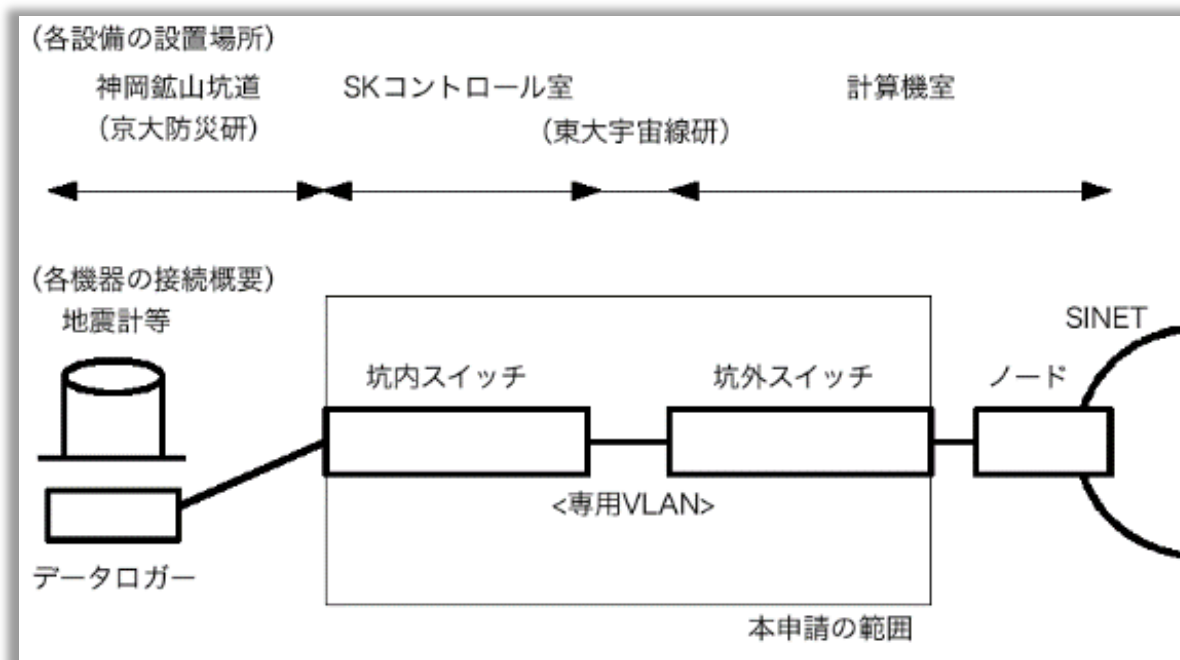 （各設備の設置場所）
神岡鉱山坑道
（京大防災研）
SKコントロール室
（東大宇宙線研）
計算機室
（各機器の接続概要）
地震計等
データロガー
坑内スイッチ
坑外スイッチ
<専用VLAN>
ノード
SINET
本申請の範囲